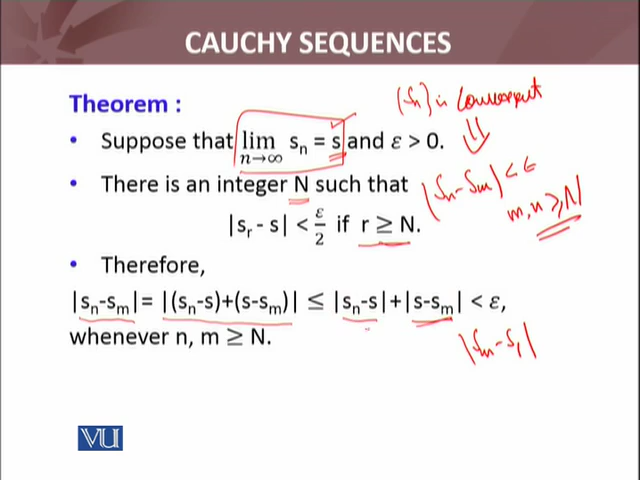 CAUCHY SEQUENCES
Theorem :
{Sn} is Convergent
⇓
• Suppose that lim n→∞ sn = s and ε > 0.
• There is an integer N such that
|Sn - Sm| < ε
m, n ≥ N
|sr - s| < ε/2 if r ≥ N.
• Therefore,
|sn-sm|= |(sn-s)+(s-sm)| ≤ |sn-s|+|s-sm| < ε,
whenever n, m ≥ N.
|Sm - S|
VU